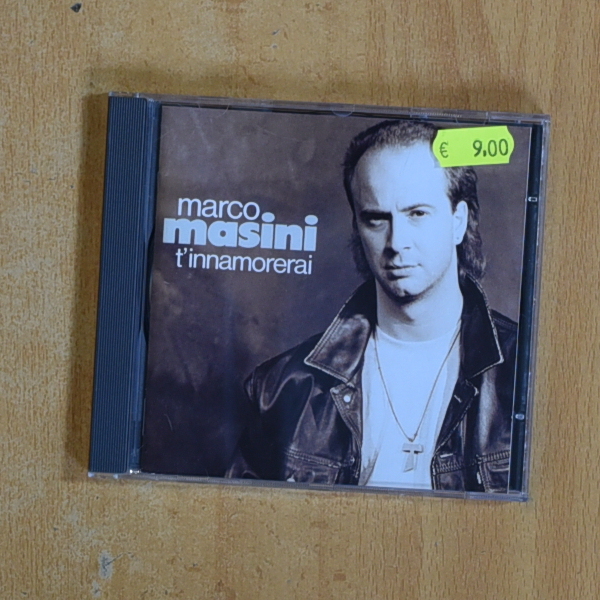 € 9.00
marco
masini
t'innamorerai